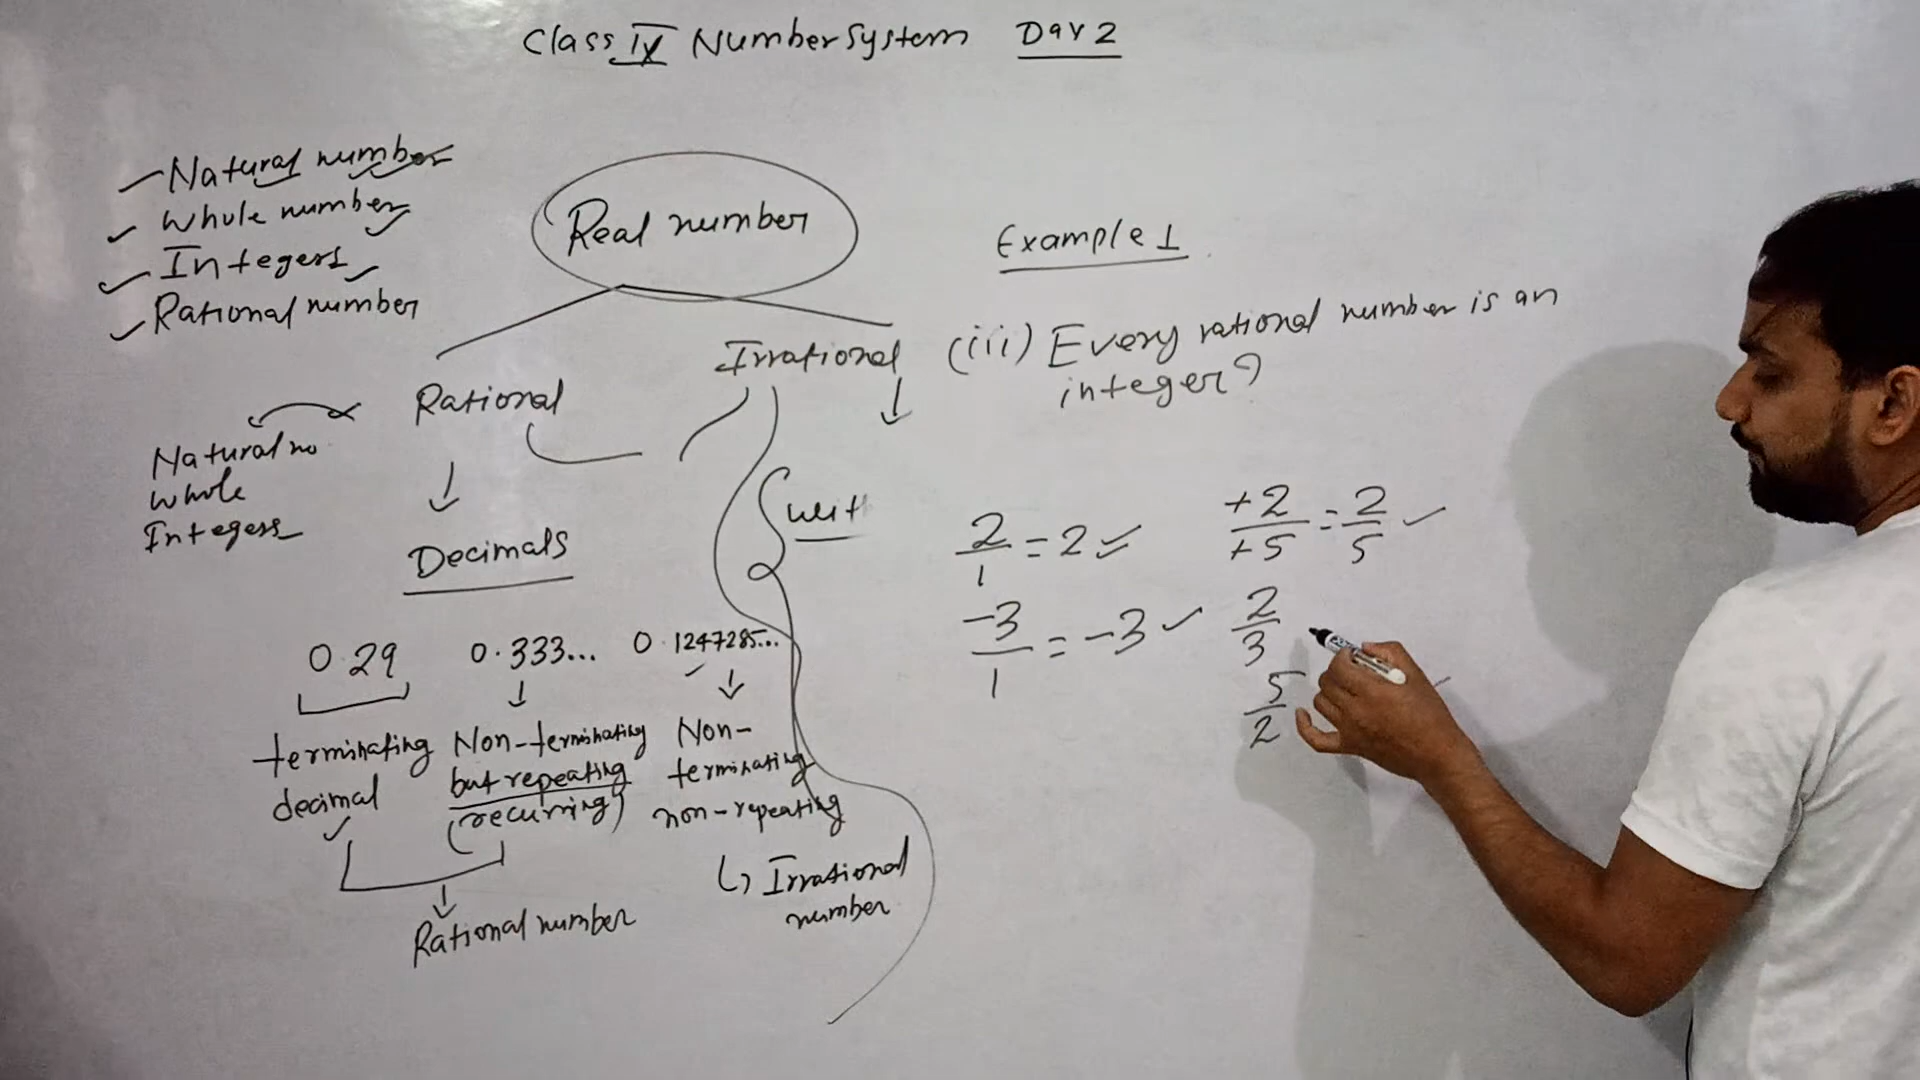 Class IX Number System Day 2
Natural number
Whole number
Integers
Rational number
Real number
Rational
Irrational
Natural no
Whole
Integers
Decimals
next
0.29
0.333...
0.1247285...
terminating
decimal
Non-terminating
but repeating
(recurring)
Non-
terminating
non-repeating
Rational number
Irrational
number
Example 1
(iii) Every rational number is an
integer?
2/1 = 2
-3/1 = -3
+2/+5 = 2/5
2/3
5/2